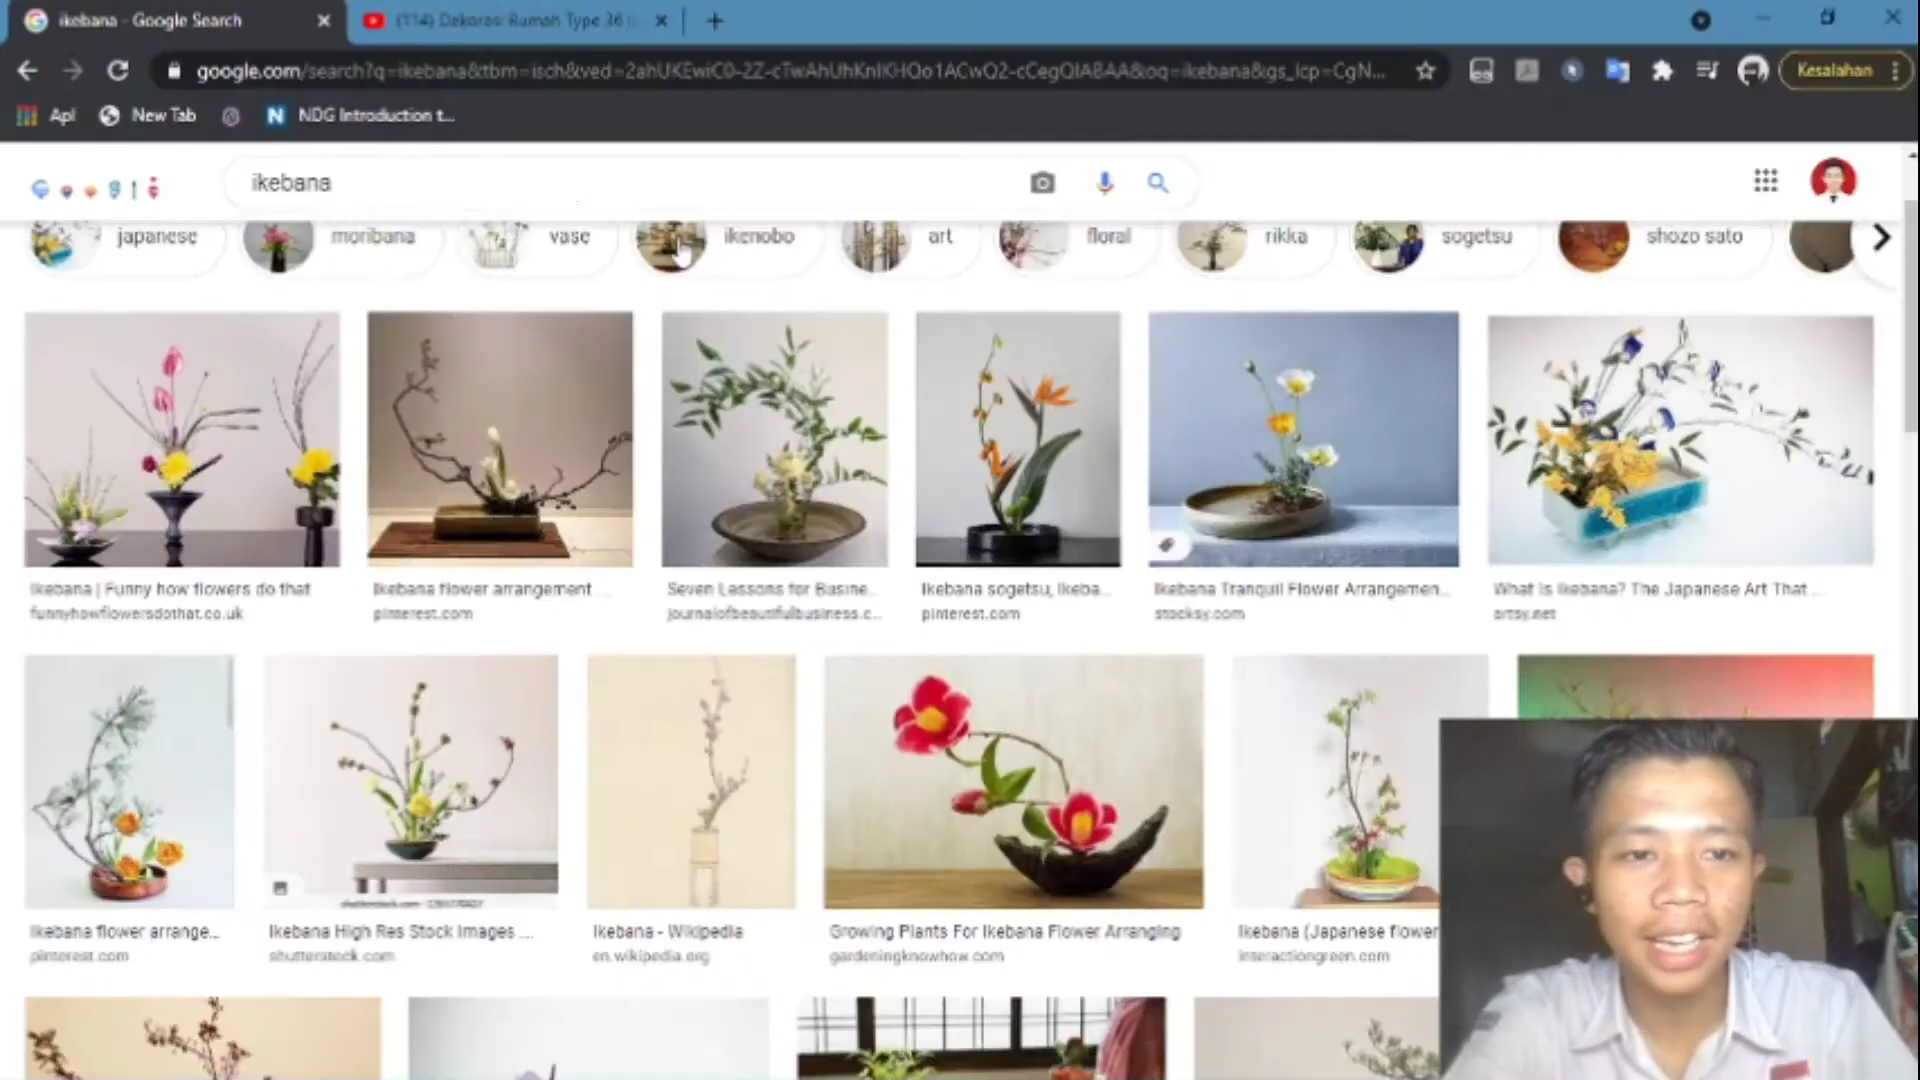 ikebana - Google Search
(114) Dekorasi Rumah Type 36
google.com/search?q=ikebana&tbm=isch&ved=2ahUKEwiC0-2Z-cTwAhUhKnIKHQo1ACwQ2-cCegQIABAA&oq=ikebana&gs_lcp=CgN...
Kesalahan
Apl
New Tab
NDG Introduction t...
ikebana
japanese
moribana
vase
ikenobo
art
floral
rikka
sogetsu
shozo sato
Ikebana | Funny how flowers do that
funnyhowflowersdothat.co.uk
Ikebana flower arrangement ...
pinterest.com
Seven Lessons for Busine...
journalofbeautifulbusiness.c...
Ikebana sogetsu, Ikeba...
pinterest.com
Ikebana Tranquil Flower Arrangemen...
stocksy.com
What Is Ikebana? The Japanese Art That ...
artsy.net
Ikebana flower arrange...
pinterest.com
Ikebana High Res Stock Images ...
shutterstock.com
Ikebana - Wikipedia
en.wikipedia.org
Growing Plants For Ikebana Flower Arranging
gardeningknowhow.com
Ikebana (Japanese flower
interactiongreen.com